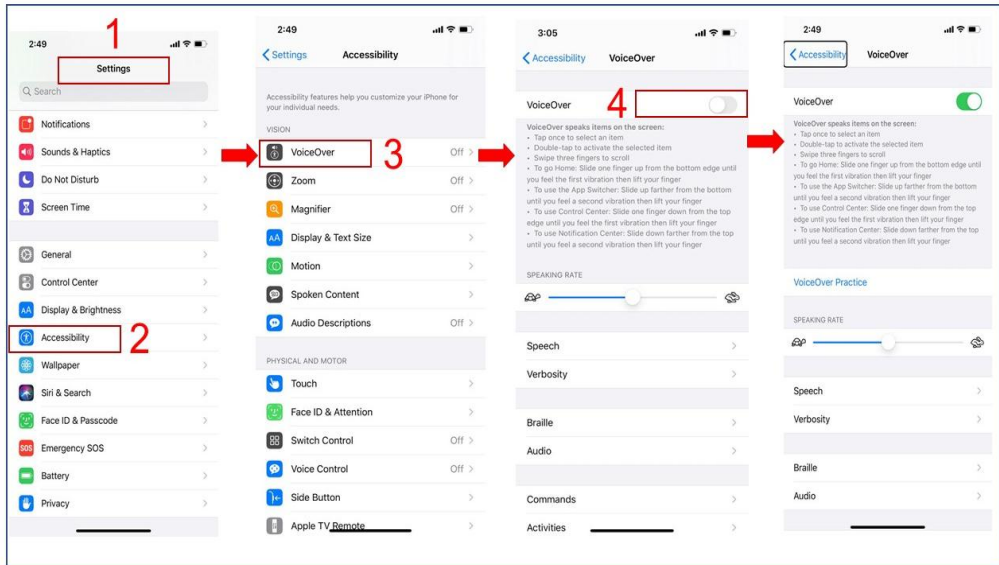 1
2:49
Settings
Search
Notifications
Sounds & Haptics
Do Not Disturb
Screen Time
General
Control Center
AA Display & Brightness
Accessibility
2
Wallpaper
Siri & Search
Face ID & Passcode
SOS Emergency SOS
Battery
Privacy
2:49
Settings Accessibility
Accessibility features help you customize your iPhone for
your individual needs.
VISION
VoiceOver Off
3
Zoom Off
Magnifier Off
AA Display & Text Size
Motion
Spoken Content
Audio Descriptions Off
PHYSICAL AND MOTOR
Touch
Face ID & Attention
Switch Control Off
Voice Control Off
Side Button
Apple TV Remote
3:05
Accessibility VoiceOver
VoiceOver
4
VoiceOver speaks items on the screen:
• Tap once to select an item
• Double-tap to activate the selected item
• Swipe three fingers to scroll
• To go Home: Slide one finger up from the bottom edge until
you feel the first vibration then lift your finger
• To use the App Switcher: Slide up farther from the bottom
until you feel a second vibration then lift your finger
• To use Control Center: Slide one finger down from the top
edge until you feel the first vibration then lift your finger
• To use Notification Center: Slide down farther from the top
until you feel a second vibration then lift your finger
SPEAKING RATE
Speech
Verbosity
Braille
Audio
Commands
Activities
2:49
Accessibility VoiceOver
VoiceOver
VoiceOver speaks items on the screen:
• Tap once to select an item
• Double-tap to activate the selected item
• Swipe three fingers to scroll
• To go Home: Slide one finger up from the bottom edge until
you feel the first vibration then lift your finger
• To use the App Switcher: Slide up farther from the bottom
until you feel a second vibration then lift your finger
• To use Control Center: Slide one finger down from the top
edge until you feel the first vibration then lift your finger
• To use Notification Center: Slide down farther from the top
until you feel a second vibration then lift your finger
VoiceOver Practice
SPEAKING RATE
Speech
Verbosity
Braille
Audio